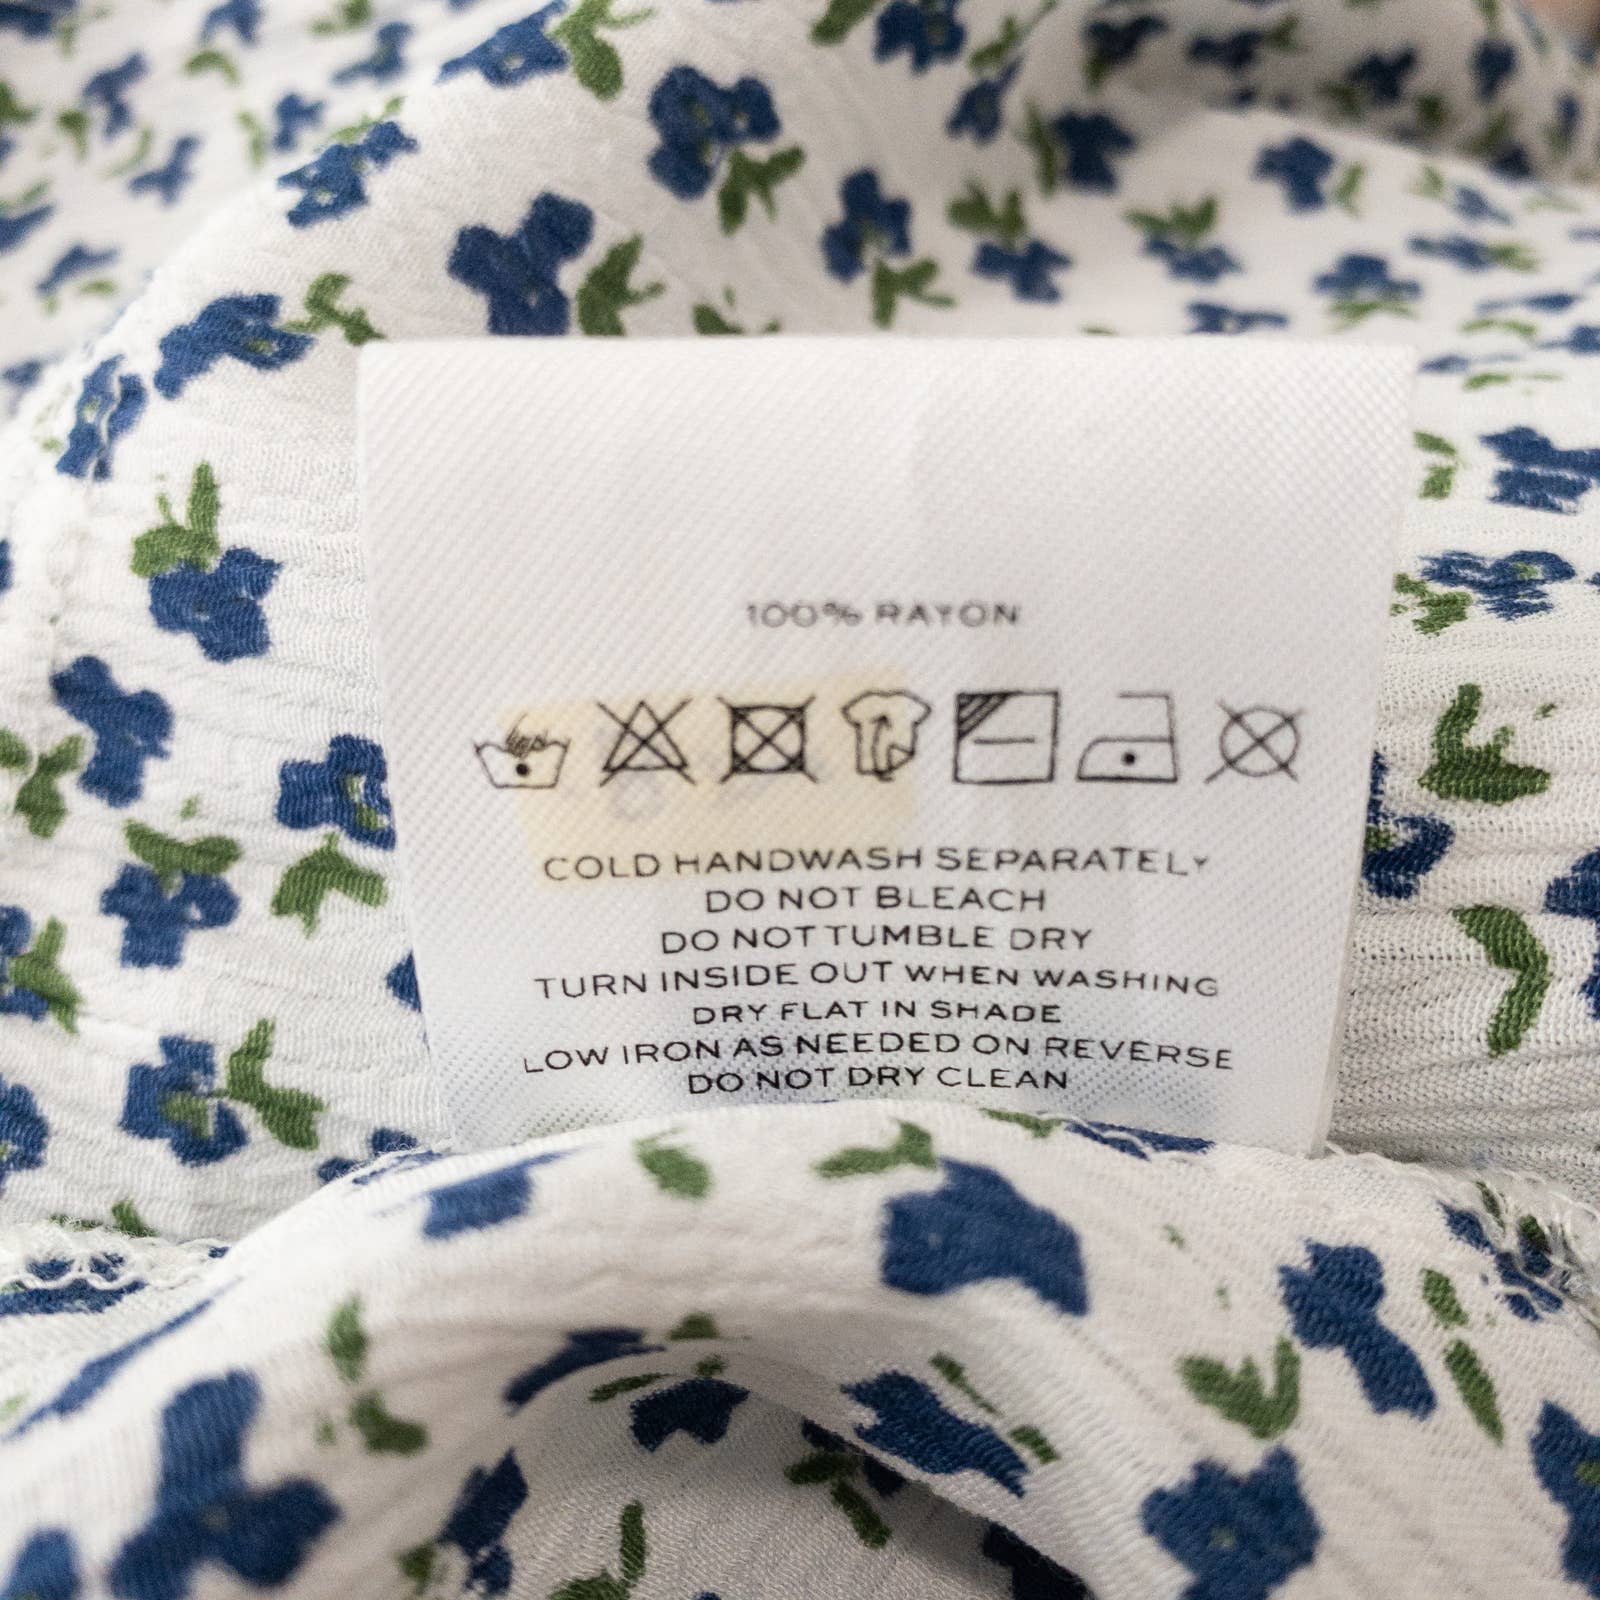 100% RAYON
COLD HANDWASH SEPARATELY
DO NOT BLEACH
DO NOT TUMBLE DRY
TURN INSIDE OUT WHEN WASHING
DRY FLAT IN SHADE
LOW IRON AS NEEDED ON REVERSE
DO NOT DRY CLEAN